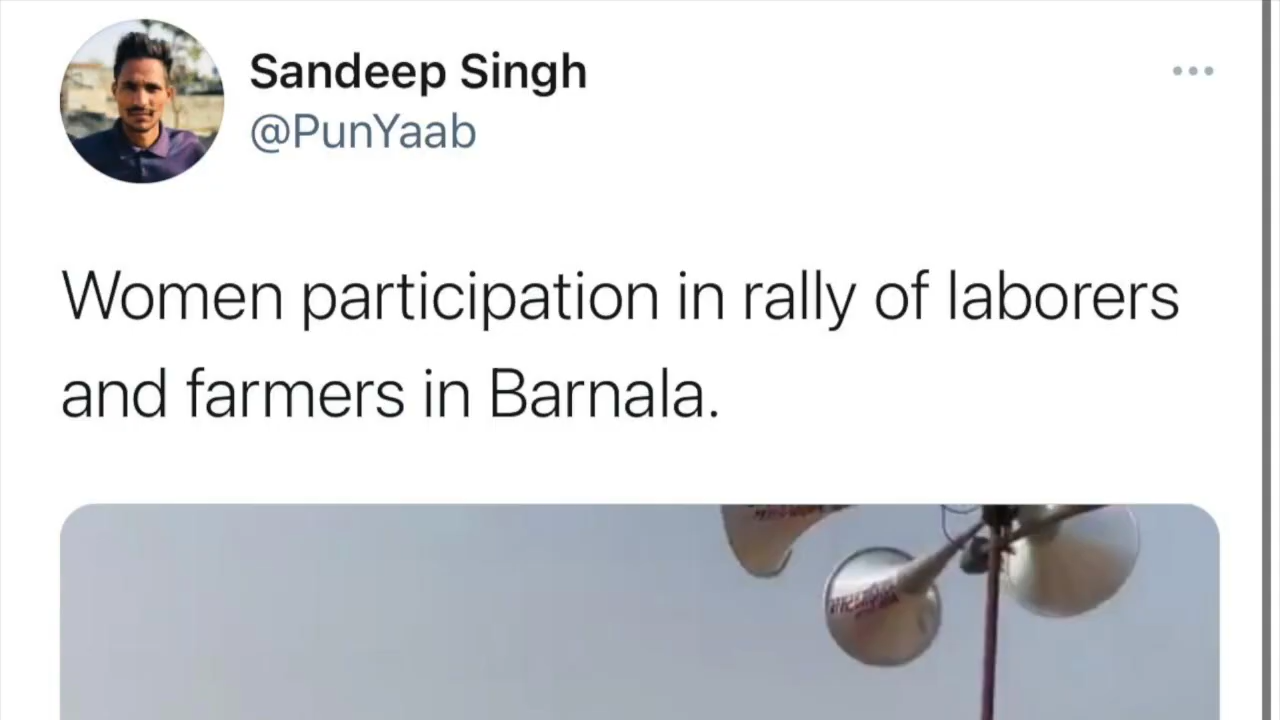 Sandeep Singh
@PunYaab
Women participation in rally of laborers
and farmers in Barnala.